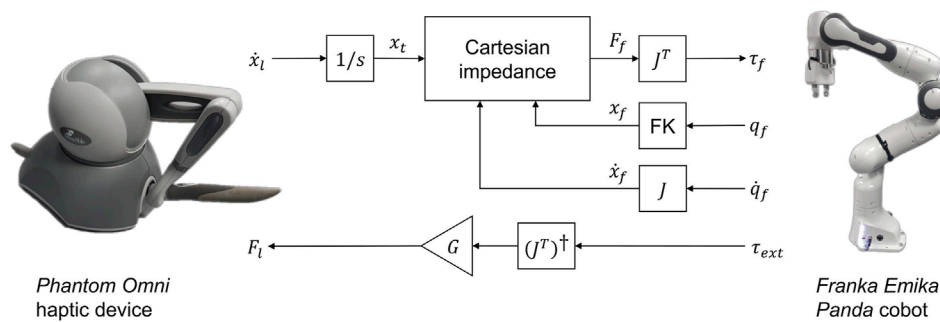 ẋ_l
1/s
x_t
Cartesian
impedance
F_f
J^T
τ_f
x_f
FK
q_f
ẋ_f
J
q̇_f
F_l
G
(J^T)^†
τ_ext
Phantom Omni
haptic device
Franka Emika
Panda cobot